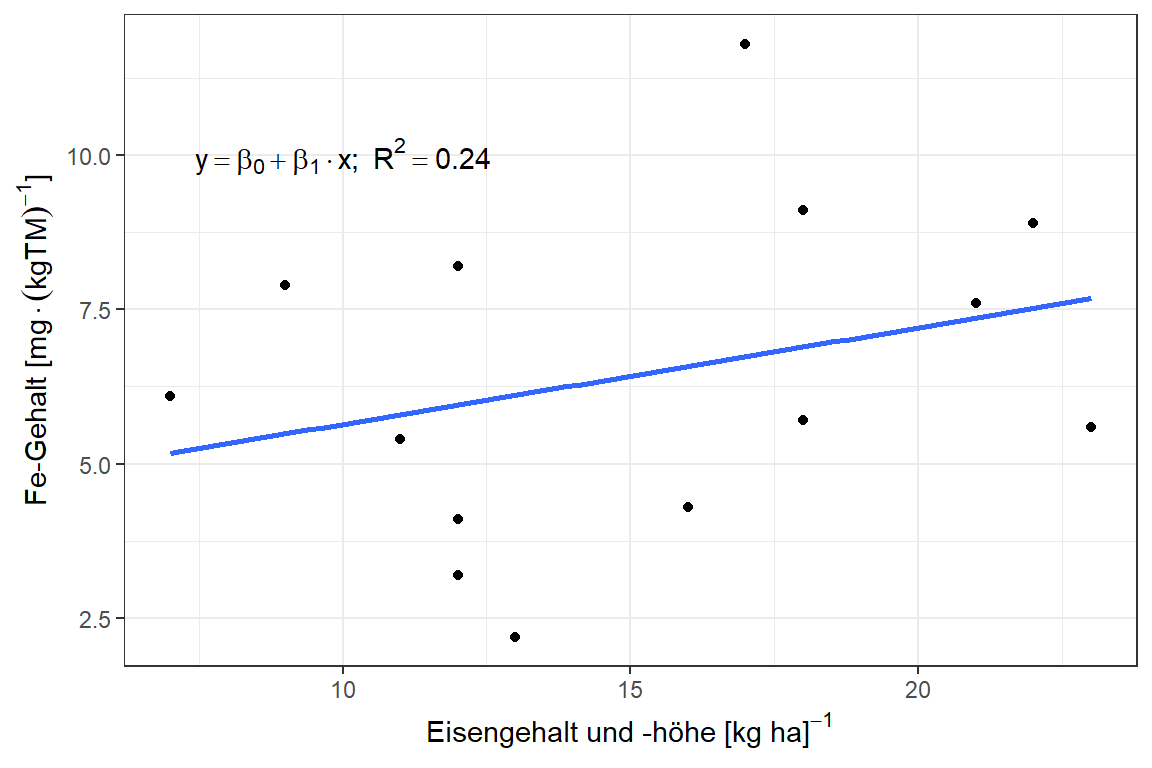 y = β₀ + β₁ · x; R² = 0.24
Fe-Gehalt [mg · (kgTM)⁻¹]
10.0
7.5
5.0
2.5
10 15 20
Eisengehalt und -höhe [kg ha]⁻¹